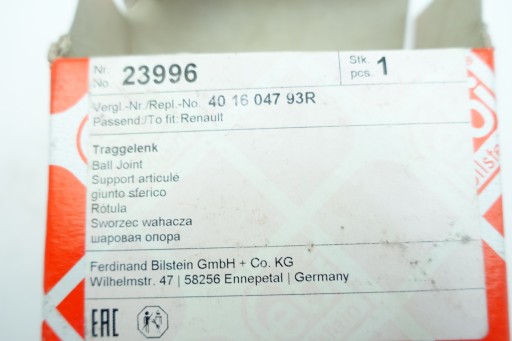 Nr. No. 23996 Stk. pcs. 1
Vergl.-Nr./Repl.-No. 40 16 047 93R
Passend:/To fit: Renault
Traggelenk
Ball Joint
Support articulé
giunto sferico
Rótula
Sworzec wahacza
шаровая опора
Ferdinand Bilstein GmbH + Co. KG
Wilhelmstr. 47 | 58256 Ennepetal | Germany
EAC
bilstein